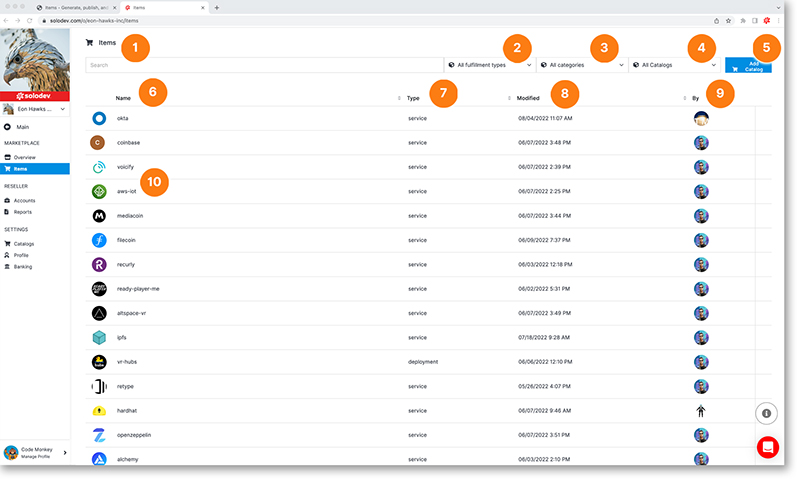 Items - Generate, publish, and
Items
solodev.com/o/eon-hawks-inc/items
solodev
Eon Hawks ...
Main
MARKETPLACE
Overview
Items
RESELLER
Accounts
Reports
SETTINGS
Catalogs
Profile
Banking
Code Monkey
Manage Profile
Items
1
2
3
4
5
Search
All fulfillment types
All categories
All Catalogs
Add Catalog
6
7
8
9
Name Type Modified By
okta service 08/04/2022 11:07 AM
C coinbase service 06/07/2022 3:48 PM
voicify service 06/07/2022 2:39 PM
10
aws-iot service 06/07/2022 2:25 PM
mediacoin service 06/07/2022 3:44 PM
filecoin service 06/09/2022 7:37 PM
recurly service 06/03/2022 12:18 PM
ready-player-me service 06/02/2022 5:31 PM
altspace-vr service 06/07/2022 3:49 PM
ipfs service 07/18/2022 9:28 AM
vr-hubs deployment 06/06/2022 12:10 PM
retype service 05/26/2022 4:07 PM
hardhat service 06/07/2022 9:46 AM
openzeppelin service 06/07/2022 3:51 PM
alchemy service 06/03/2022 2:10 PM